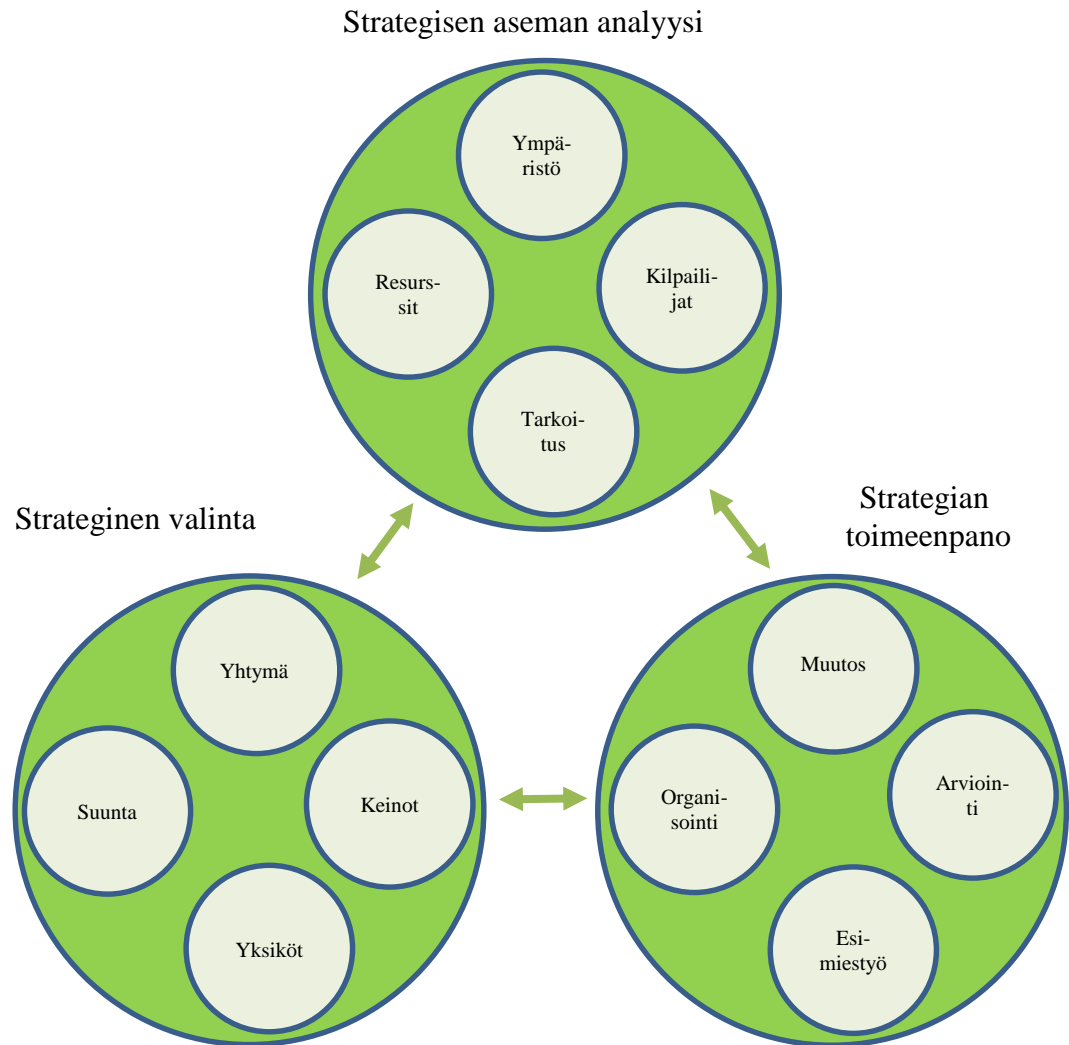 Strategisen aseman analyysi
Ympä-
ristö
Resurs-
sit
Kilpaili-
jat
Tarkoi-
tus
Strateginen valinta
Strategian
toimeenpano
Yhtymä
Suunta
Keinot
Yksiköt
Muutos
Organi-
sointi
Arvioin-
ti
Esi-
miestyö